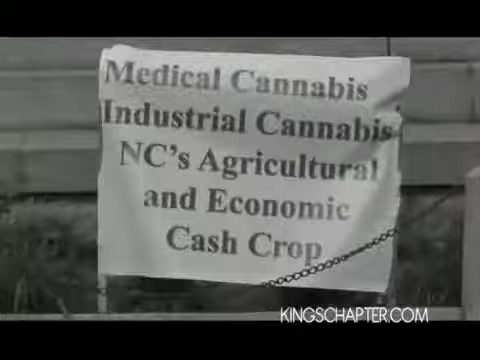 Medical Cannabis
Industrial Cannabis
NC's Agricultural
and Economic
Cash Crop
KINGSCHAPTER.COM